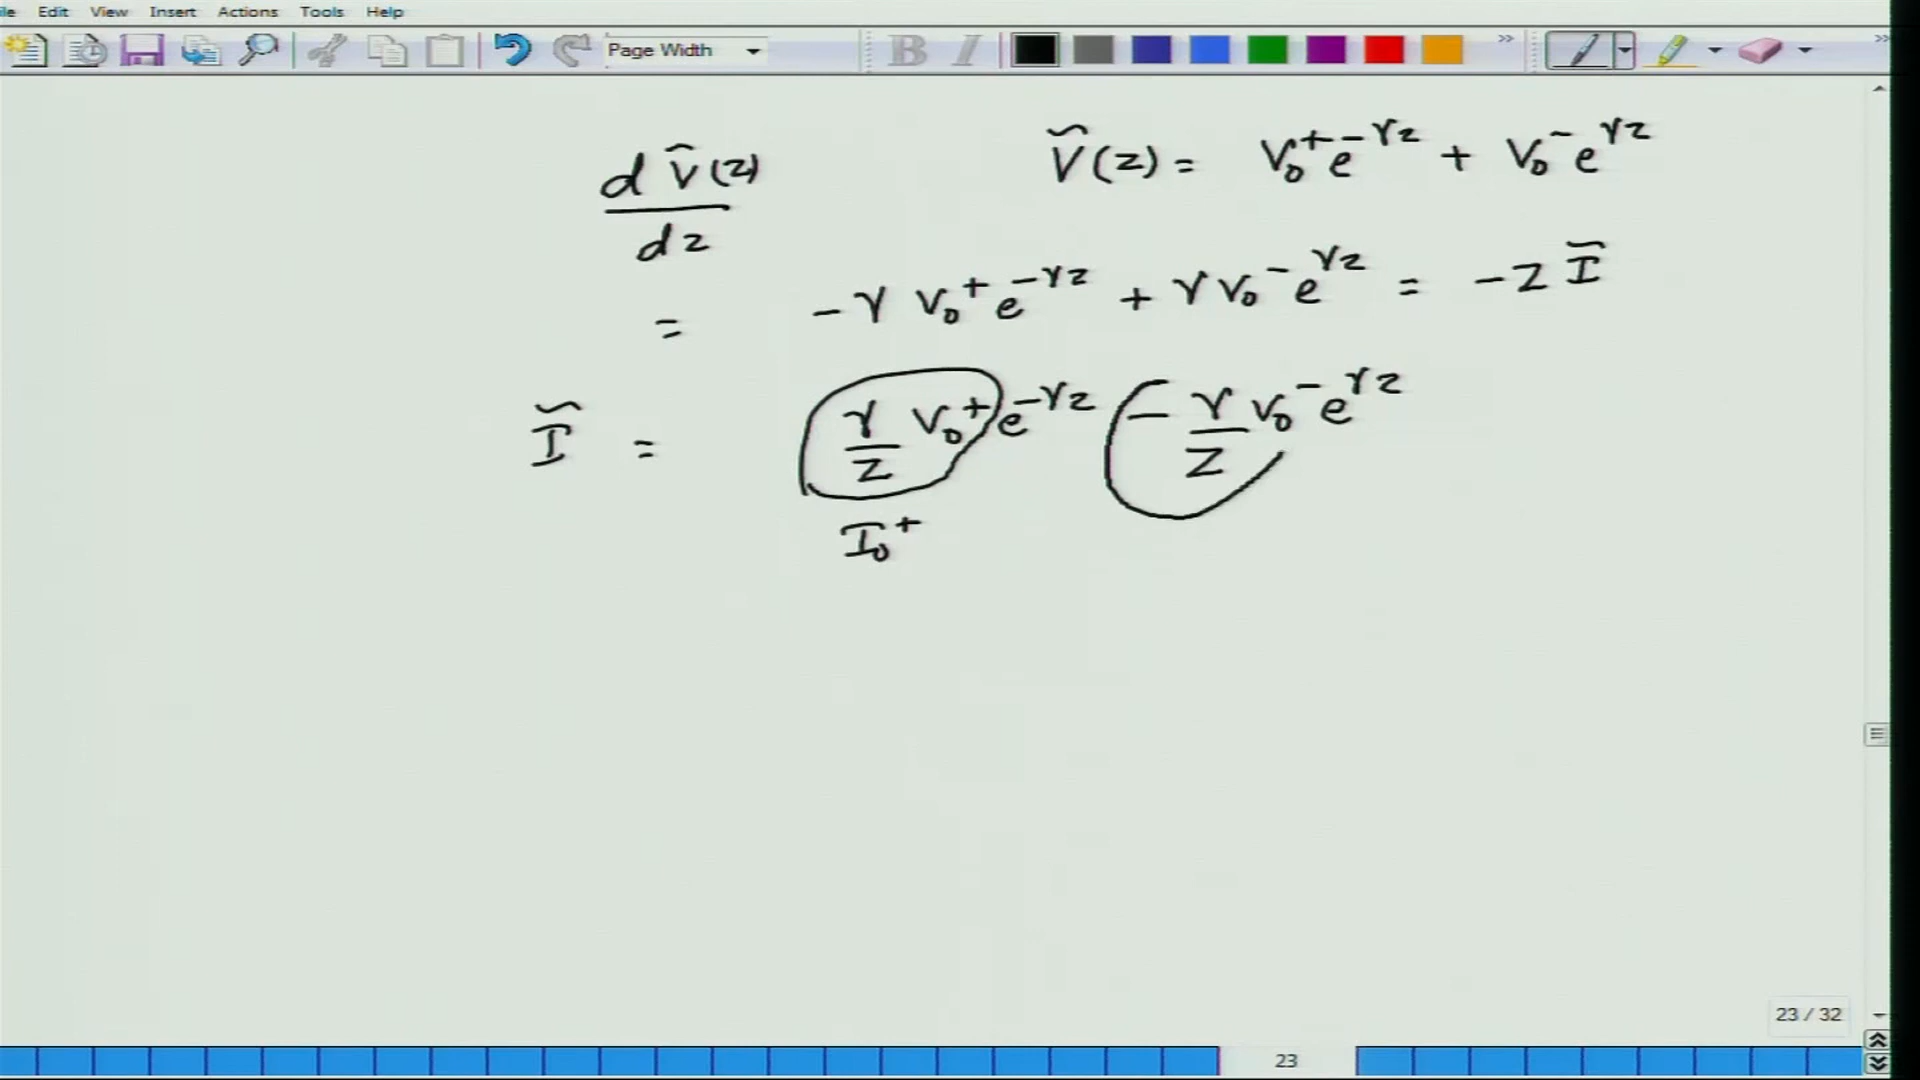 le Edit View Insert Actions Tools Help
Page Width B I
d Ṽ(z)
dz
Ṽ(z) = V₀⁺e^-γz + V₀⁻e^γz
= -γ V₀⁺e^-γz + γV₀⁻e^γz = -Z Ĩ
Ĩ = γ/Z V₀⁺e^-γz - γ/Z V₀⁻e^γz
I₀⁺
23 / 32
23